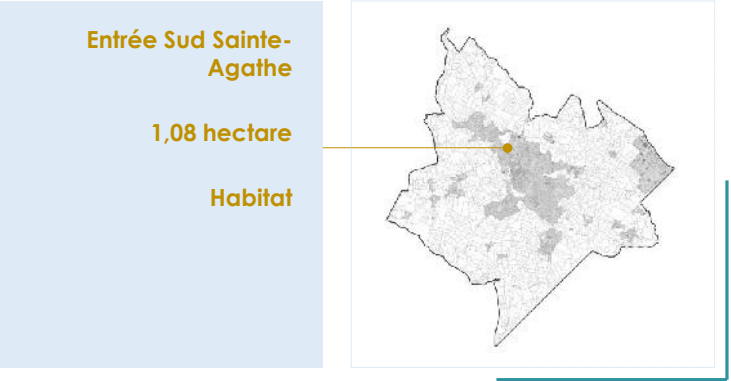 Entrée Sud Sainte-
Agathe
1,08 hectare
Habitat